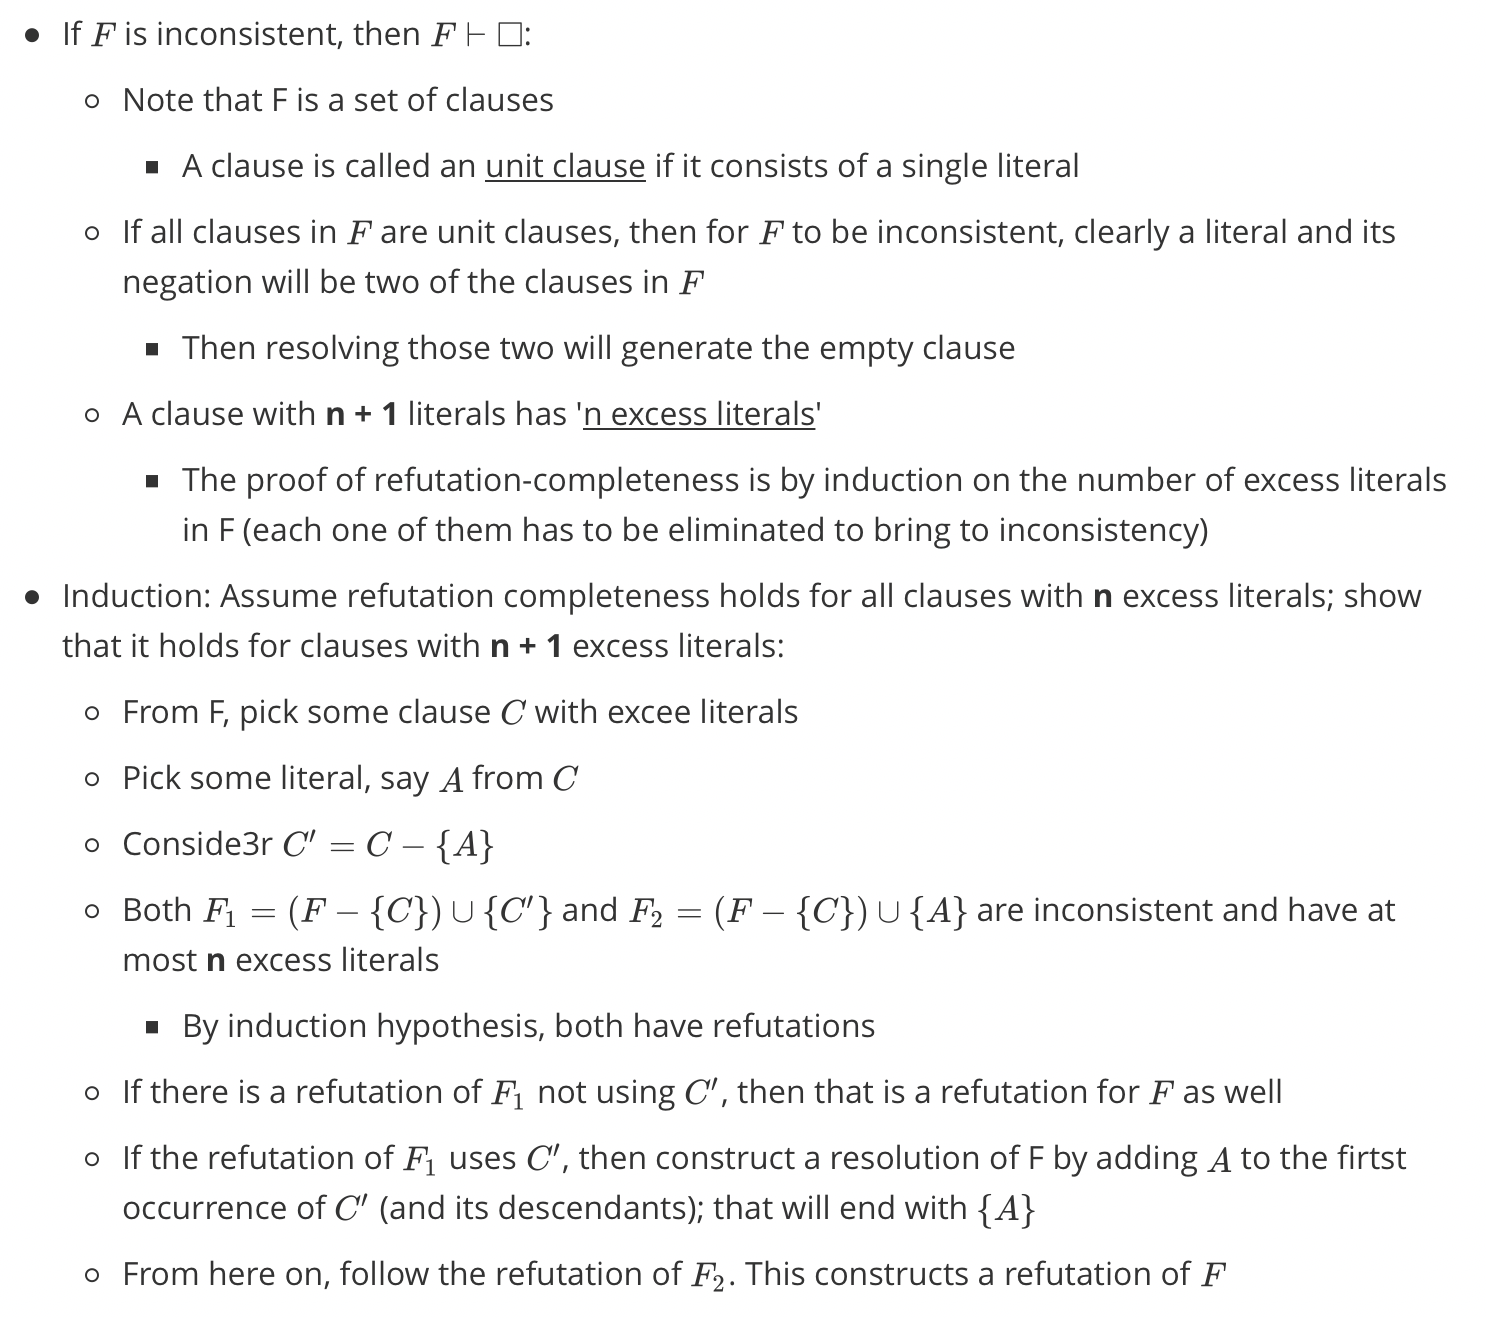 If F is inconsistent, then F ⊢ □:
Note that F is a set of clauses
A clause is called an unit clause if it consists of a single literal
If all clauses in F are unit clauses, then for F to be inconsistent, clearly a literal and its
negation will be two of the clauses in F
Then resolving those two will generate the empty clause
A clause with n + 1 literals has 'n excess literals'
The proof of refutation-completeness is by induction on the number of excess literals
in F (each one of them has to be eliminated to bring to inconsistency)
Induction: Assume refutation completeness holds for all clauses with n excess literals; show
that it holds for clauses with n + 1 excess literals:
From F, pick some clause C with excee literals
Pick some literal, say A from C
Conside3r C′ = C − {A}
Both F₁ = (F − {C}) ∪ {C′} and F₂ = (F − {C}) ∪ {A} are inconsistent and have at
most n excess literals
By induction hypothesis, both have refutations
If there is a refutation of F₁ not using C′, then that is a refutation for F as well
If the refutation of F₁ uses C′, then construct a resolution of F by adding A to the firtst
occurrence of C′ (and its descendants); that will end with {A}
From here on, follow the refutation of F₂. This constructs a refutation of F